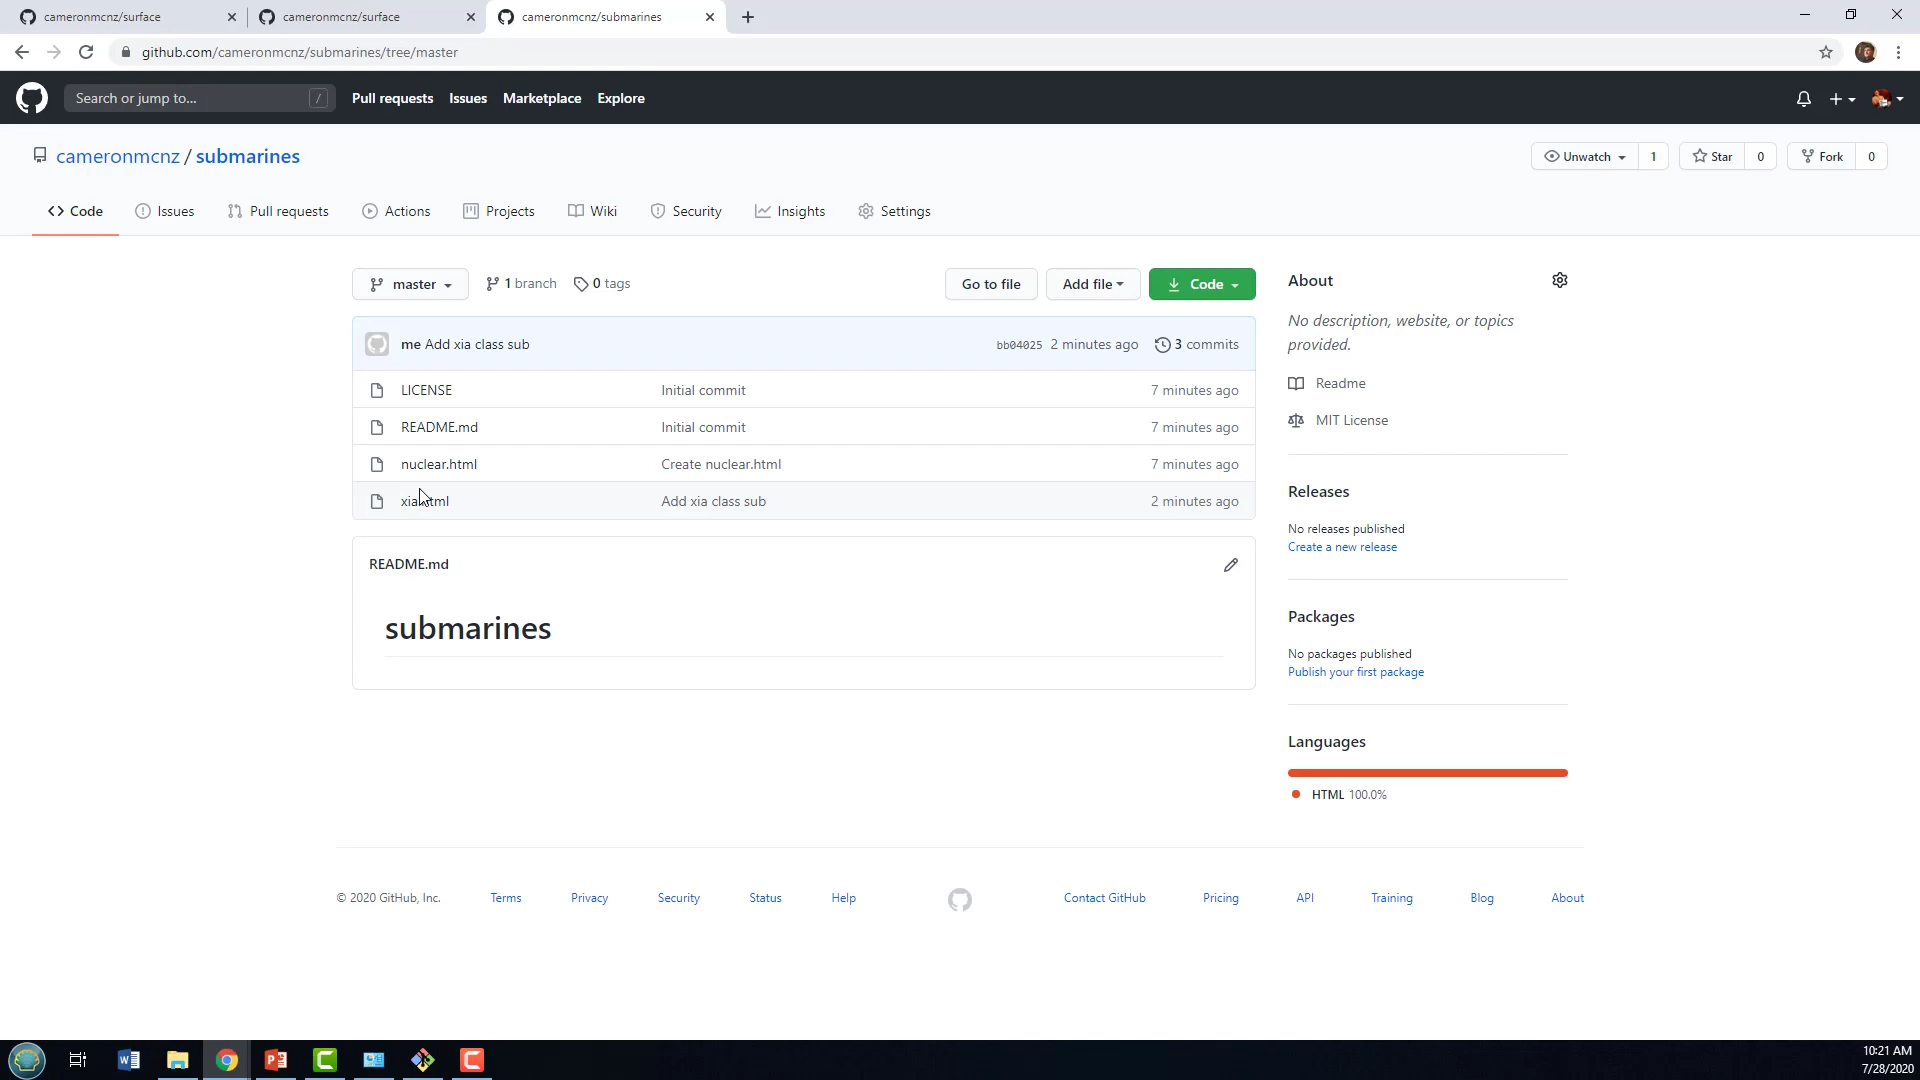 cameronmcnz/surface
cameronmcnz/surface
cameronmcnz/submarines
github.com/cameronmcnz/submarines/tree/master
Search or jump to... /
Pull requests Issues Marketplace Explore
cameronmcnz / submarines
Unwatch 1 Star 0 Fork 0
Code Issues Pull requests Actions Projects Wiki Security Insights Settings
master 1 branch 0 tags Go to file Add file Code
me Add xia class sub bb04025 2 minutes ago 3 commits
LICENSE Initial commit 7 minutes ago
README.md Initial commit 7 minutes ago
nuclear.html Create nuclear.html 7 minutes ago
Add xia class sub 2 minutes ago
README.md
submarines
About
No description, website, or topics
provided.
Readme
MIT License
Releases
No releases published
Create a new release
Packages
No packages published
Publish your first package
Languages
HTML 100.0%
© 2020 GitHub, Inc. Terms Privacy Security Status Help Contact GitHub Pricing API Training Blog About
10:21 AM
7/28/2020